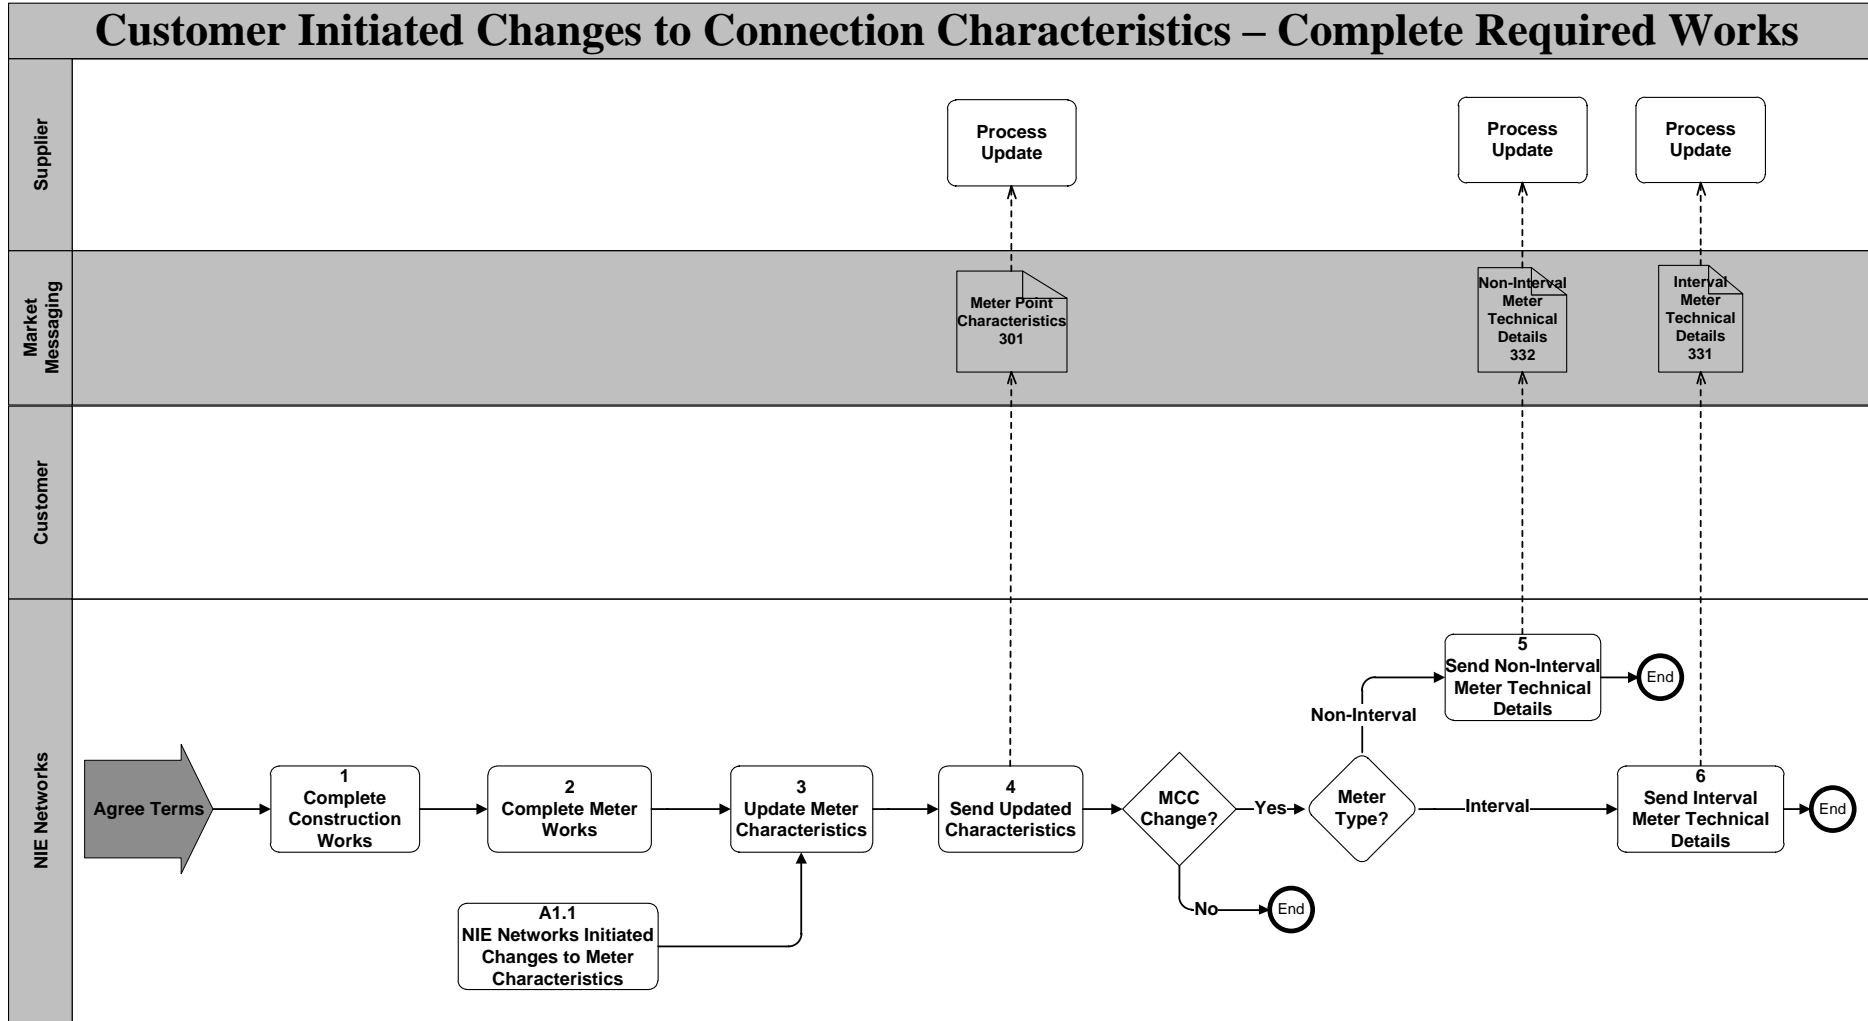 Customer Initiated Changes to Connection Characteristics – Complete Required Works
Supplier
Process
Update
Process
Update
Process
Update
Market
Messaging
Meter Point
Characteristics
301
Non-Interval
Meter
Technical
Details
332
Interval
Meter
Technical
Details
331
Customer
NIE Networks
Agree Terms
1
Complete
Construction
Works
2
Complete Meter
Works
3
Update Meter
Characteristics
4
Send Updated
Characteristics
MCC
Change?
Yes
No
End
Meter
Type?
Non-Interval
5
Send Non-Interval
Meter Technical
Details
End
Interval
6
Send Interval
Meter Technical
Details
End
A1.1
NIE Networks Initiated
Changes to Meter
Characteristics